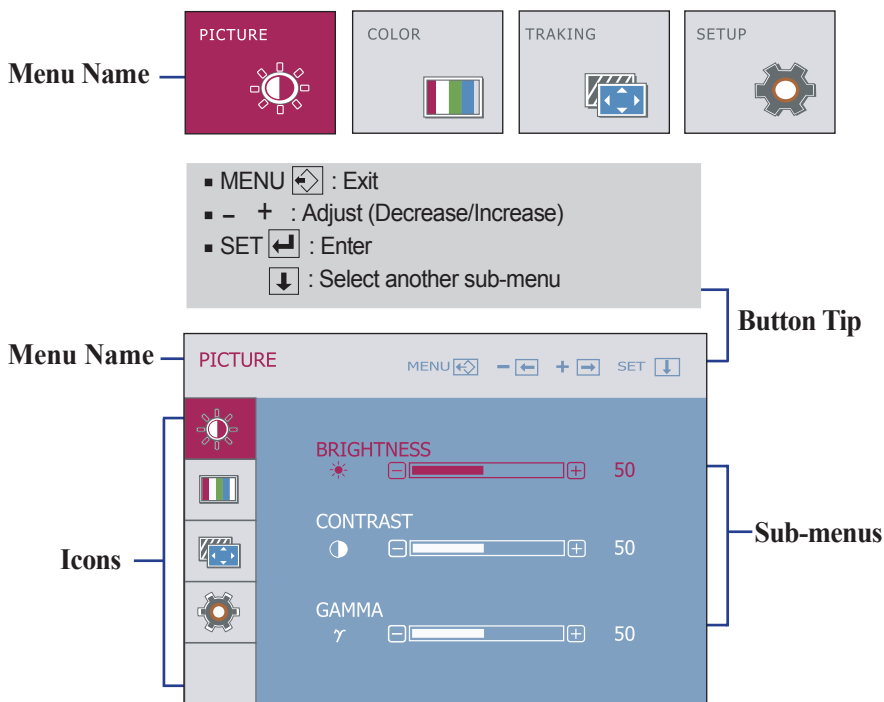 PICTURE COLOR TRAKING SETUP
Menu Name
MENU : Exit
- + : Adjust (Decrease/Increase)
SET : Enter
: Select another sub-menu
Button Tip
Menu Name
PICTURE MENU - + SET
BRIGHTNESS
50
CONTRAST
50
Sub-menus
Icons
GAMMA
γ 50